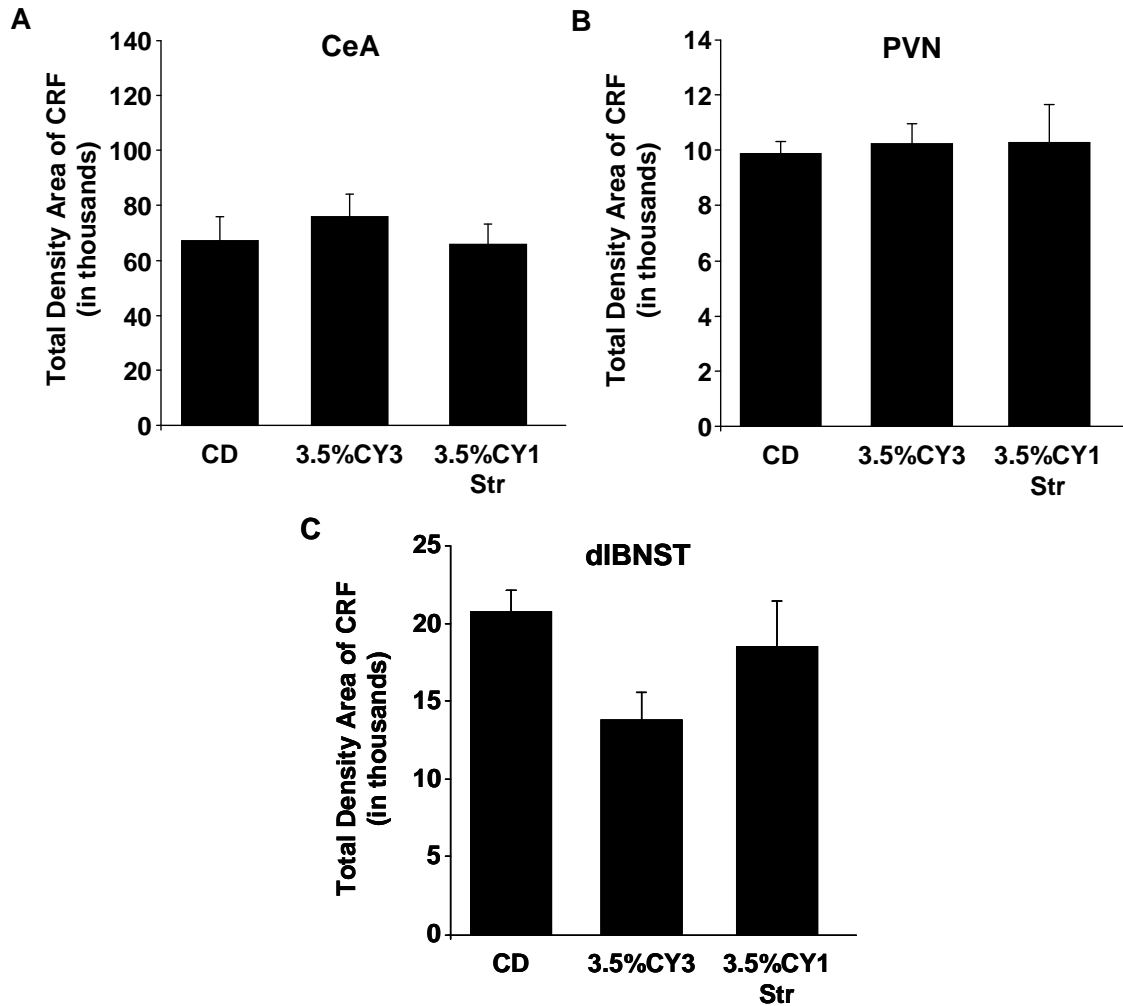 A
CeA
Total Density Area of CRF
(in thousands)
140
120
100
80
60
40
20
0
CD
3.5%CY3
3.5%CY1
Str
B
PVN
Total Density Area of CRF
(in thousands)
14
12
10
8
6
4
2
0
CD
3.5%CY3
3.5%CY1
Str
C
dlBNST
Total Density Area of CRF
(in thousands)
25
20
15
10
5
0
CD
3.5%CY3
3.5%CY1
Str